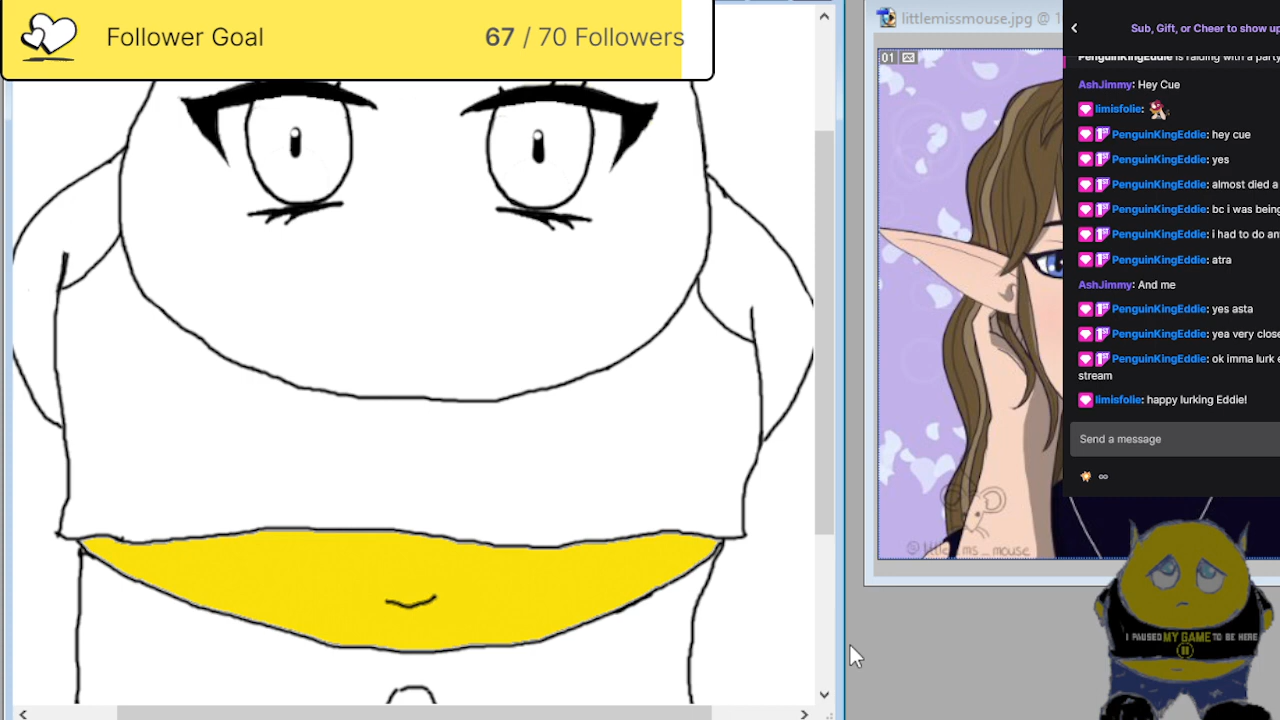 Follower Goal
67 / 70 Followers
littlemissmouse.jpg @ 1
01
Sub, Gift, or Cheer to show up
PenguinKingEddie is raiding with a party
AshJimmy: Hey Cue
limisfolie:
PenguinKingEddie: hey cue
PenguinKingEddie: yes
PenguinKingEddie: almost died a
PenguinKingEddie: bc i was being
PenguinKingEddie: i had to do an
PenguinKingEddie: atra
AshJimmy: And me
PenguinKingEddie: yes asta
PenguinKingEddie: yea very close
PenguinKingEddie: ok imma lurk
stream
limisfolie: happy lurking Eddie!
Send a message
mouse
I PAUSED MY GAME TO BE HERE